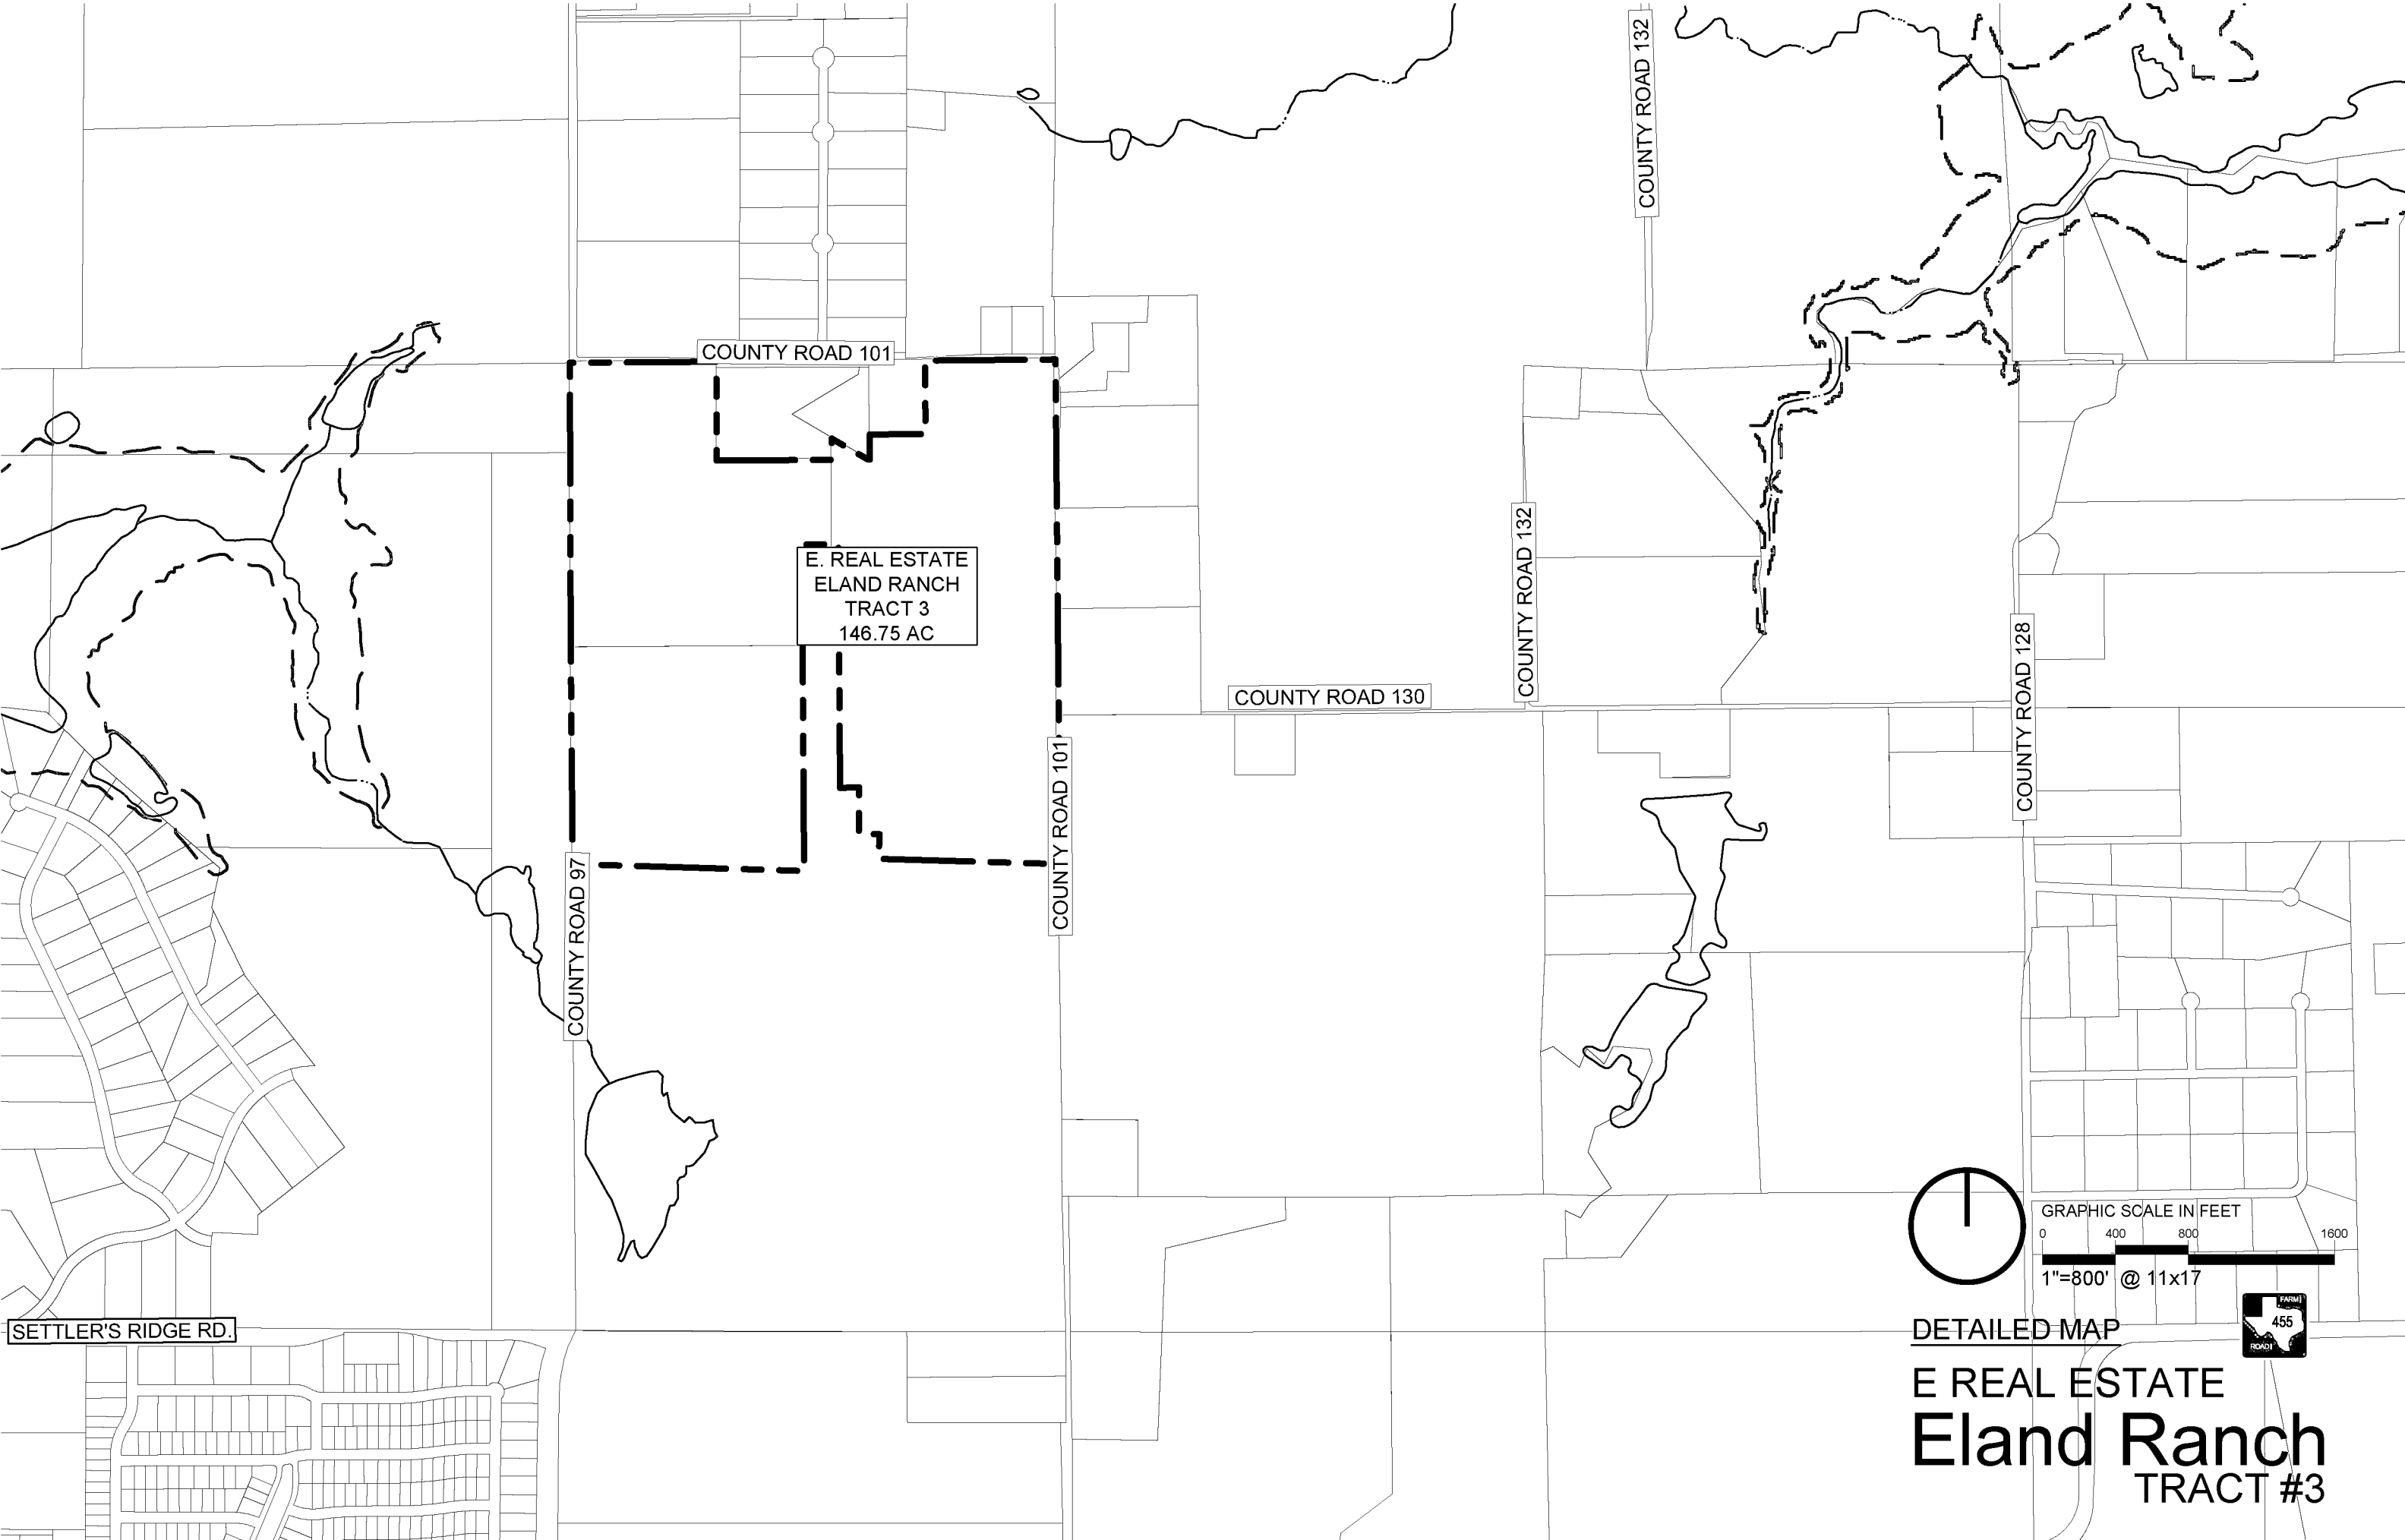 COUNTY ROAD 132
COUNTY ROAD 101
E. REAL ESTATE
ELAND RANCH
TRACT 3
146.75 AC
COUNTY ROAD 132
COUNTY ROAD 130
COUNTY ROAD 128
COUNTY ROAD 101
COUNTY ROAD 97
GRAPHIC SCALE IN FEET
0 400 800 1600
1"=800' @ 11x17
SETTLER'S RIDGE RD.
DETAILED MAP
FARM
455
ROAD
E REAL ESTATE
Eland Ranch
TRACT #3